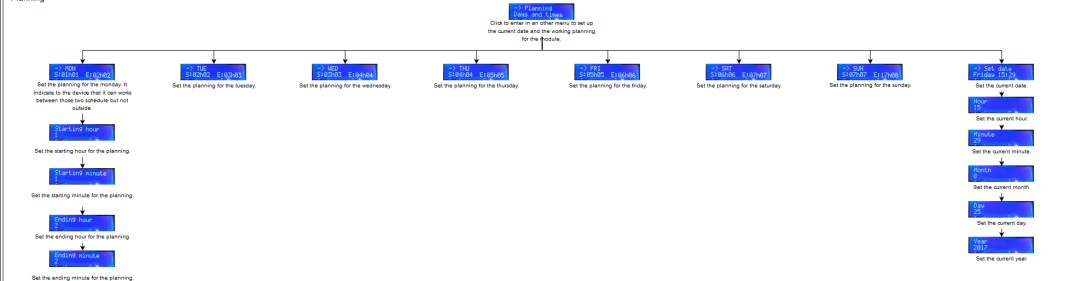 Planning
-> Planning
Days and times
Click to enter in an other menu to set up
the current date and the working planning
for the module.
-> MON
S:01h01 E:02h02
Set the planning for the monday. It
indicate to the device that it can works
between those two schedule but not
outside.
Starting hour
1
Set the starting hour for the planning.
Starting minute
1
Set the starting minute for the planning.
Ending hour
2
Set the ending hour for the planning.
Ending minute
2
Set the ending minute for the planning.
-> TUE
S:02h02 E:03h03
Set the planning for the tuesday.
-> WED
S:03h03 E:04h04
Set the planning for the wednesday.
-> THU
S:04h04 E:05h05
Set the planning for the thursday.
-> FRI
S:05h05 E:06h06
Set the planning for the friday.
-> SAT
S:06h06 E:07h07
Set the planning for the saturday.
-> SUN
S:07h07 E:17h08
Set the planning for the sunday.
-> Set date
Friday 15:29
Set the current date.
Hour
15
Set the current hour.
Minute
29
Set the current minute.
Month
8
Set the current month.
Day
25
Set the current day.
Year
2017
Set the current year.